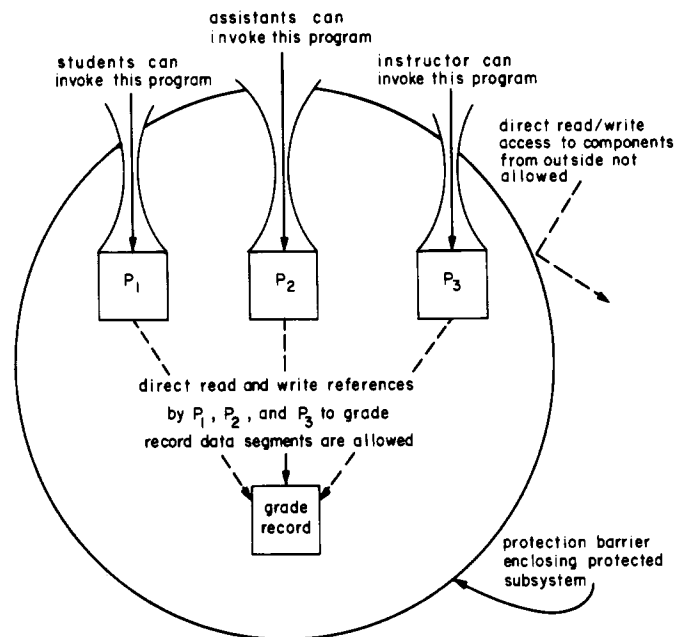 assistants can
invoke this program
students can
invoke this program
instructor can
invoke this program
direct read/write
access to components
from outside not
allowed
P1
P2
P3
direct read and write references
by P1, P2, and P3 to grade
record data segments are allowed
grade
record
protection barrier
enclosing protected
subsystem